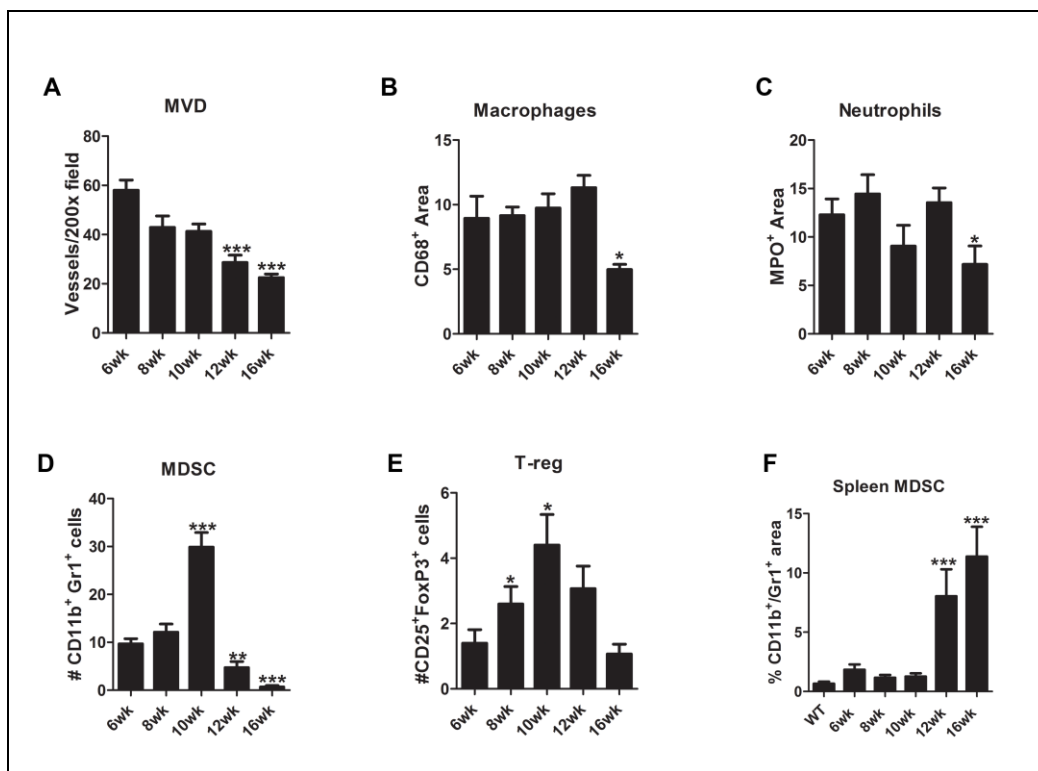 A
MVD
Vessels/200x field
80
60
40
20
0
***
***
6wk
8wk
10wk
12wk
16wk
B
Macrophages
CD68+ Area
15
10
5
0
*
6wk
8wk
10wk
12wk
16wk
C
Neutrophils
MPO+ Area
20
15
10
5
0
*
6wk
8wk
10wk
12wk
16wk
D
MDSC
# CD11b+ Gr1+ cells
40
30
20
10
0
***
**
***
6wk
8wk
10wk
12wk
16wk
E
T-reg
#CD25+FoxP3+ cells
6
4
2
0
*
*
6wk
8wk
10wk
12wk
16wk
F
Spleen MDSC
% CD11b+/Gr1+ area
15
10
5
0
***
***
WT
6wk
8wk
10wk
12wk
16wk